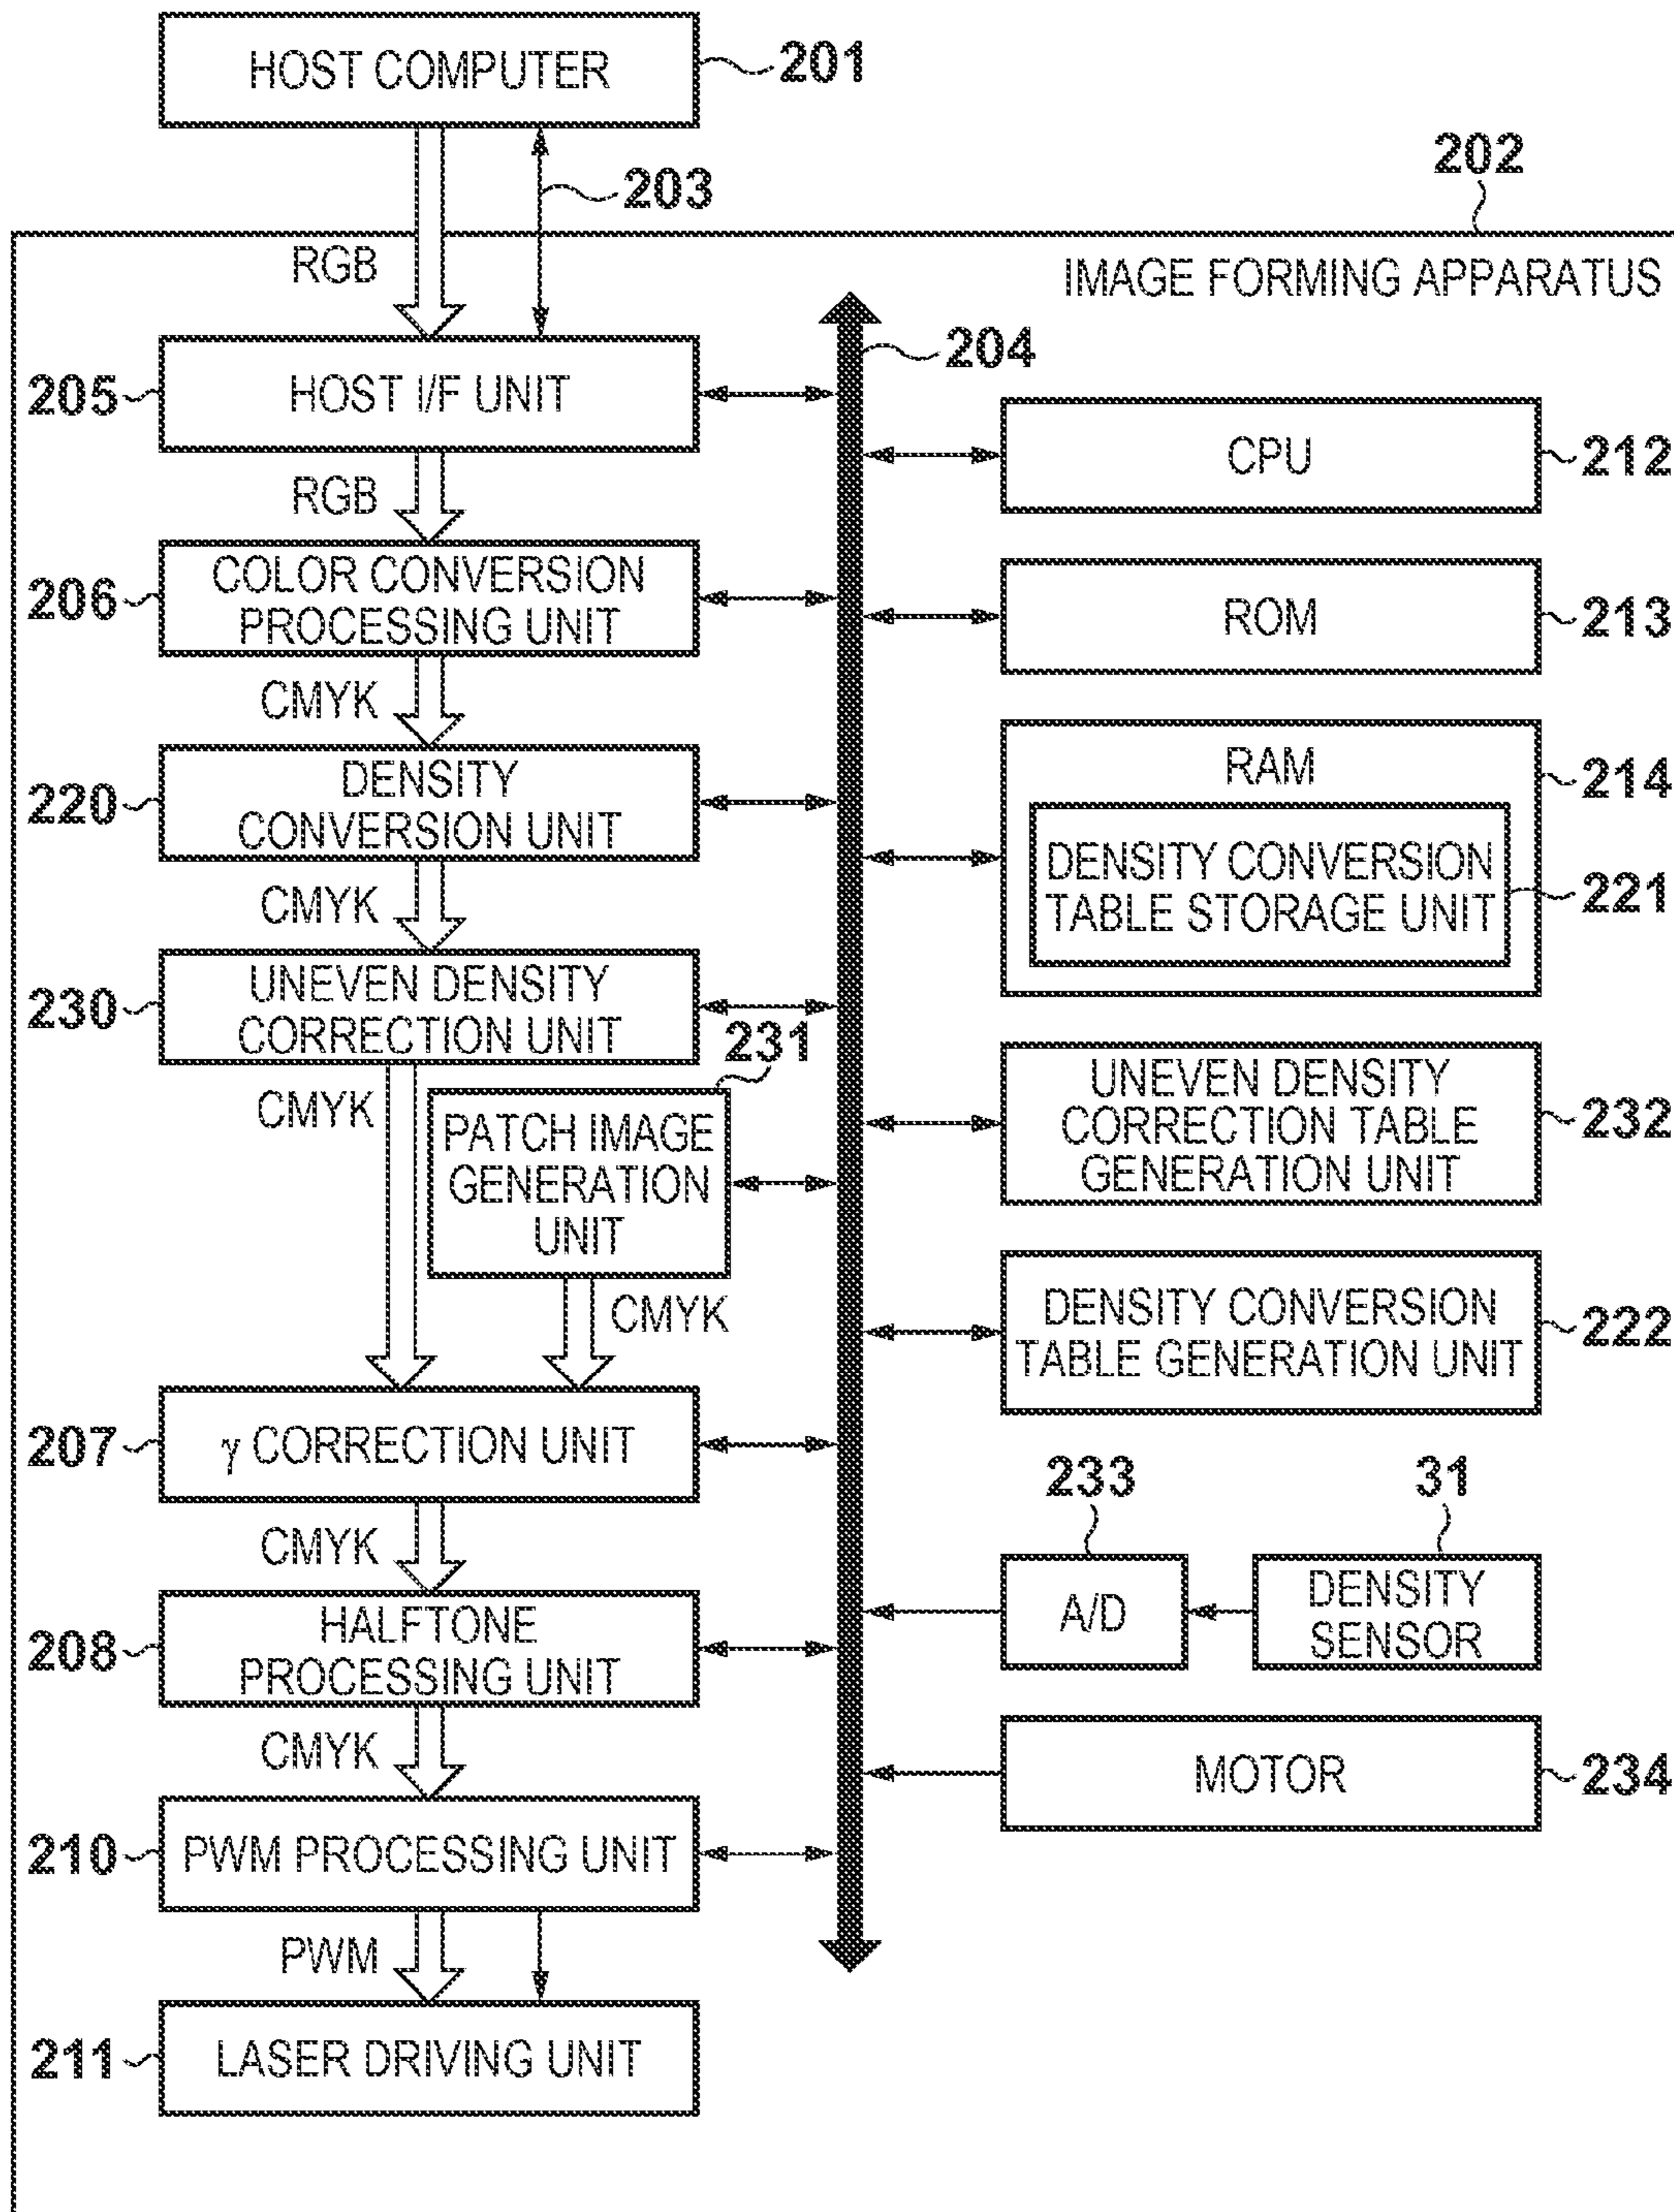 HOST COMPUTER
201
203
202
RGB
IMAGE FORMING APPARATUS
204
205
HOST I/F UNIT
CPU
212
RGB
206
COLOR CONVERSION
PROCESSING UNIT
ROM
213
CMYK
220
DENSITY
CONVERSION UNIT
RAM
214
DENSITY CONVERSION
TABLE STORAGE UNIT
221
CMYK
230
UNEVEN DENSITY
CORRECTION UNIT
231
CMYK
PATCH IMAGE
GENERATION
UNIT
UNEVEN DENSITY
CORRECTION TABLE
GENERATION UNIT
232
CMYK
DENSITY CONVERSION
TABLE GENERATION UNIT
222
207
γ CORRECTION UNIT
233
31
CMYK
A/D
DENSITY
SENSOR
208
HALFTONE
PROCESSING UNIT
CMYK
MOTOR
234
210
PWM PROCESSING UNIT
PWM
211
LASER DRIVING UNIT